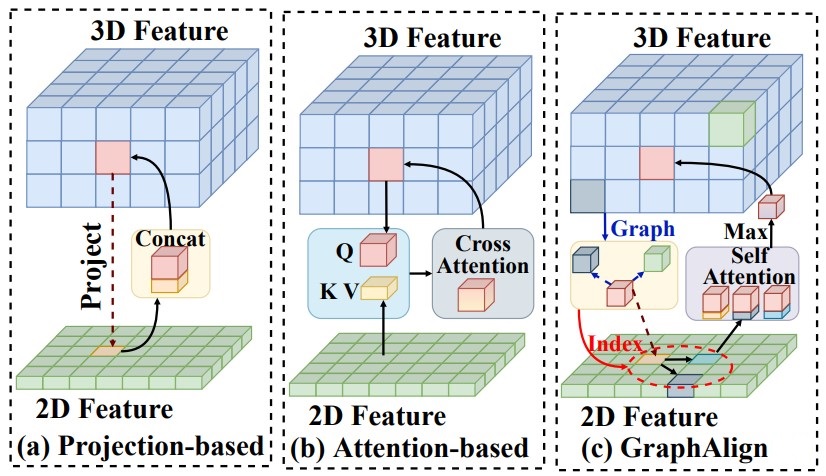 3D Feature
Project
Concat
2D Feature
(a) Projection-based
3D Feature
Q
K V
Cross
Attention
2D Feature
(b) Attention-based
3D Feature
Graph
Max
Self
Attention
Index
2D Feature
(c) GraphAlign